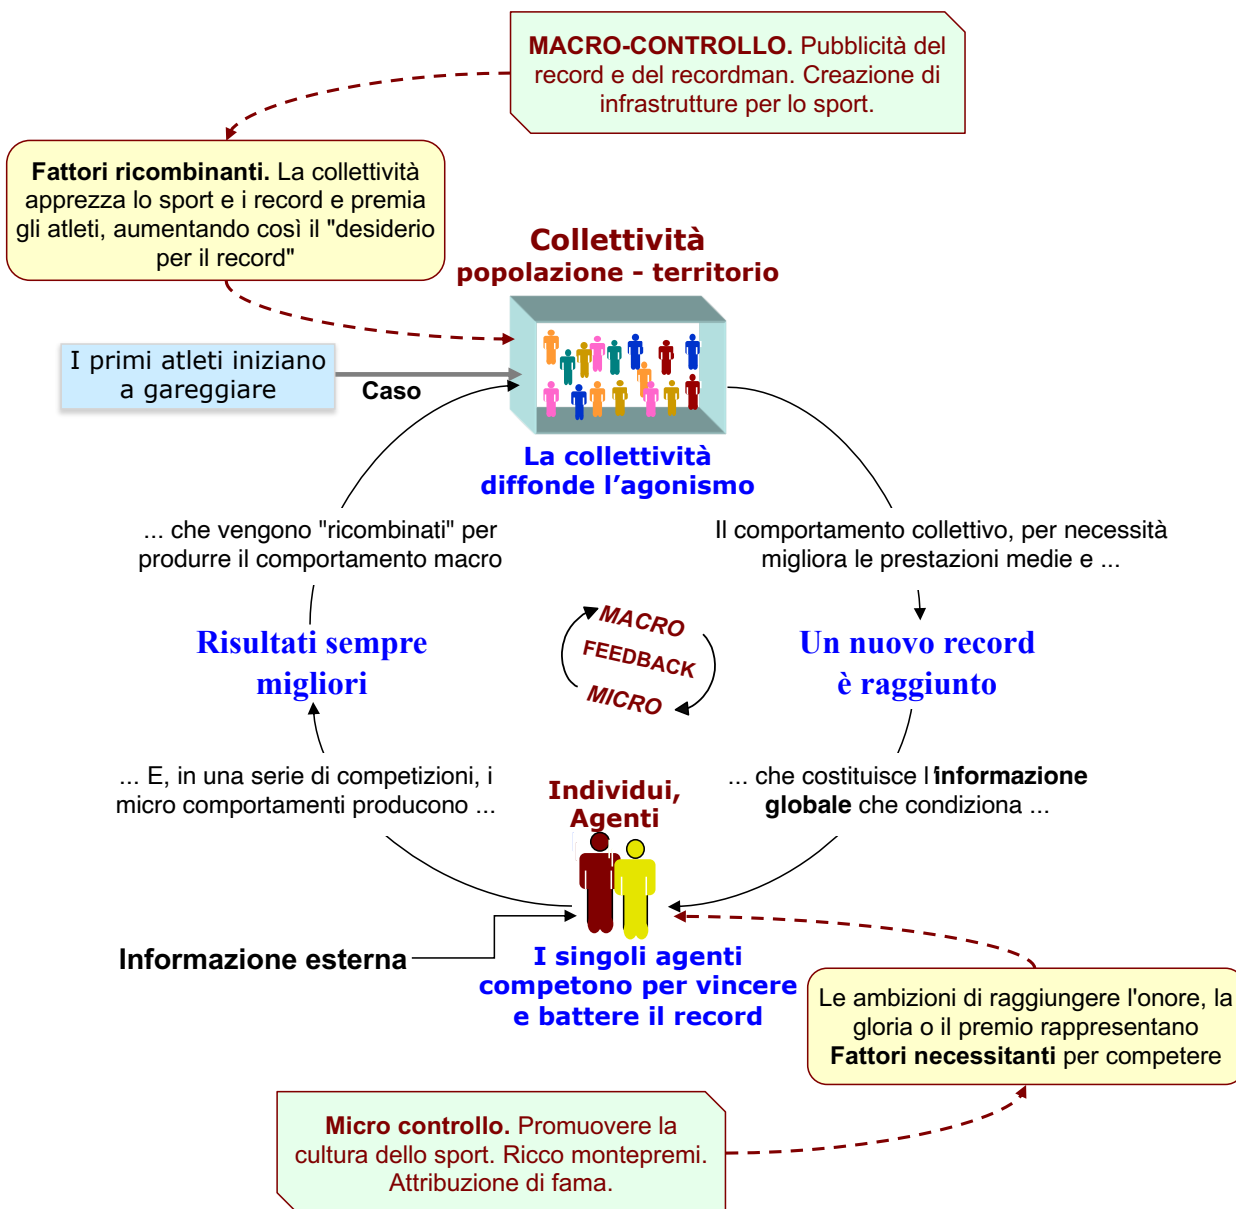 MACRO-CONTROLLO. Pubblicità del
record e del recordman. Creazione di
infrastrutture per lo sport.
Fattori ricombinanti. La collettività
apprezza lo sport e i record e premia
gli atleti, aumentando così il "desiderio
per il record"
Collettività
popolazione - territorio
I primi atleti iniziano
a gareggiare
Caso
La collettività
diffonde l'agonismo
... che vengono "ricombinati" per
produrre il comportamento macro
Il comportamento collettivo, per necessità
migliora le prestazioni medie e ...
Risultati sempre
migliori
MACRO
FEEDBACK
MICRO
Un nuovo record
è raggiunto
... E, in una serie di competizioni, i
micro comportamenti producono ...
... che costituisce l'informazione
globale che condiziona ...
Individui,
Agenti
Informazione esterna
I singoli agenti
competono per vincere
e battere il record
Le ambizioni di raggiungere l'onore, la
gloria o il premio rappresentano
Fattori necessitanti per competere
Micro controllo. Promuovere la
cultura dello sport. Ricco montepremi.
Attribuzione di fama.